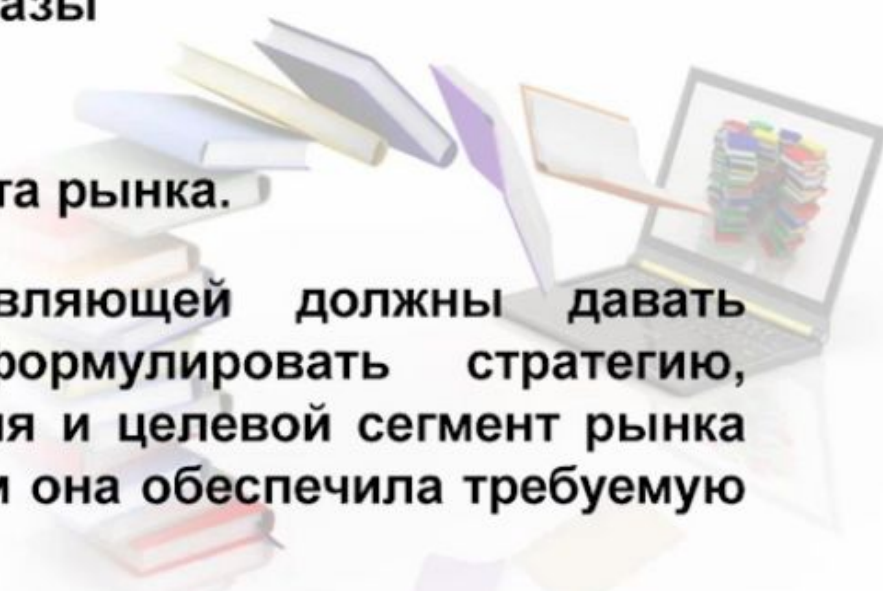 азы
та рынка.
вляющей должны давать
формулировать стратегию,
ия и целевой сегмент рынка
и она обеспечила требуемую